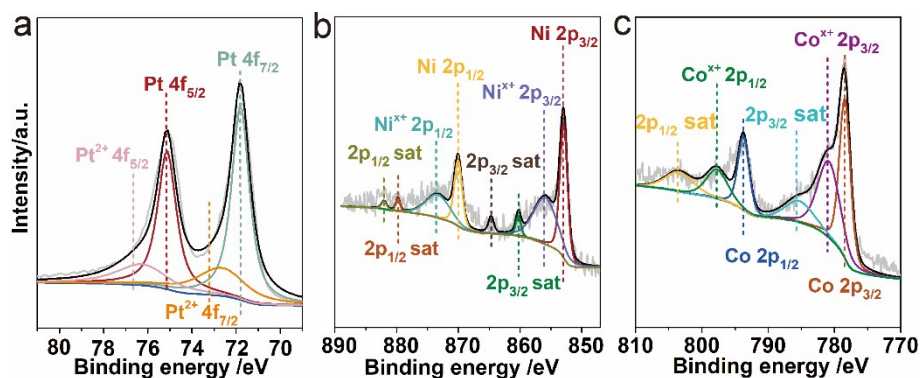 a
Pt 4f7/2
Pt 4f5/2
Pt2+ 4f5/2
Pt2+ 4f7/2
Intensity/a.u.
80 78 75 72 70
Binding energy /eV
b
Ni 2p3/2
Ni 2p1/2
Nix+ 2p3/2
Nix+ 2p1/2
2p1/2 sat
2p3/2 sat
2p1/2 sat
2p3/2 sat
890 880 870 860 850
Binding energy /eV
c
Cox+ 2p3/2
Cox+ 2p1/2
2p1/2 sat
2p3/2 sat
Co 2p1/2
Co 2p3/2
810 800 790 780 770
Binding energy /eV